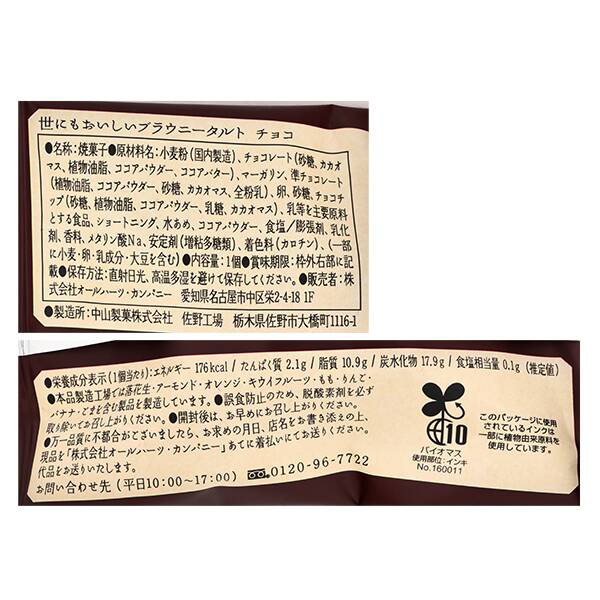 世にもおいしいブラウニータルト チョコ
●名称:焼菓子●原材料名:小麦粉(国内製造)、チョコレート(砂糖、カカオ
マス、植物油脂、ココアパウダー、ココアバター)、マーガリン、準チョコレート
(植物油脂、ココアパウダー、砂糖、カカオマス、全粉乳)、卵、砂糖、チョコチ
ップ(砂糖、植物油脂、ココアパウダー、乳糖、カカオマス)、乳等を主要原料
とする食品、ショートニング、水あめ、ココアパウダー、食塩/膨張剤、乳化
剤、香料、メタリン酸Na、安定剤(増粘多糖類)、着色料(カロチン)、(一部
に小麦・卵・乳成分・大豆を含む)●内容量:1個●賞味期限:枠外右部に記
載●保存方法:直射日光、高温多湿を避けて保存してください。●販売者:株
式会社オールハーツ・カンパニー 愛知県名古屋市中区栄2-4-18 1F
●製造所:中山製菓株式会社 佐野工場 栃木県佐野市大橋町1116-1
●栄養成分表示(1個当たり):エネルギー 176kcal/たんぱく質 2.1g/脂質 10.9g/炭水化物 17.9g/食塩相当量 0.1g(推定値)
●本品製造工場では落花生・アーモンド・オレンジ・キウイフルーツ・もも・りんご・
バナナ・ごまを含む製品を製造しています。●誤食防止のため、脱酸素剤を必ず
取り除いてお召し上がりください。●開封後は、お早めにお召し上がりください。
●万一品質に不都合がございましたら、お求めの月日、店名をお書き添えの上、
現品を「株式会社オールハーツ・カンパニー」あてに着払いにてお送りください。
代品をお送りいたします。
お問い合わせ先(平日10:00〜17:00) 0120-96-7722
10
バイオマス
使用部位:インキ
No.160011
このパッケージに使用
されているインクは
一部に植物由来原料を
使用しています。